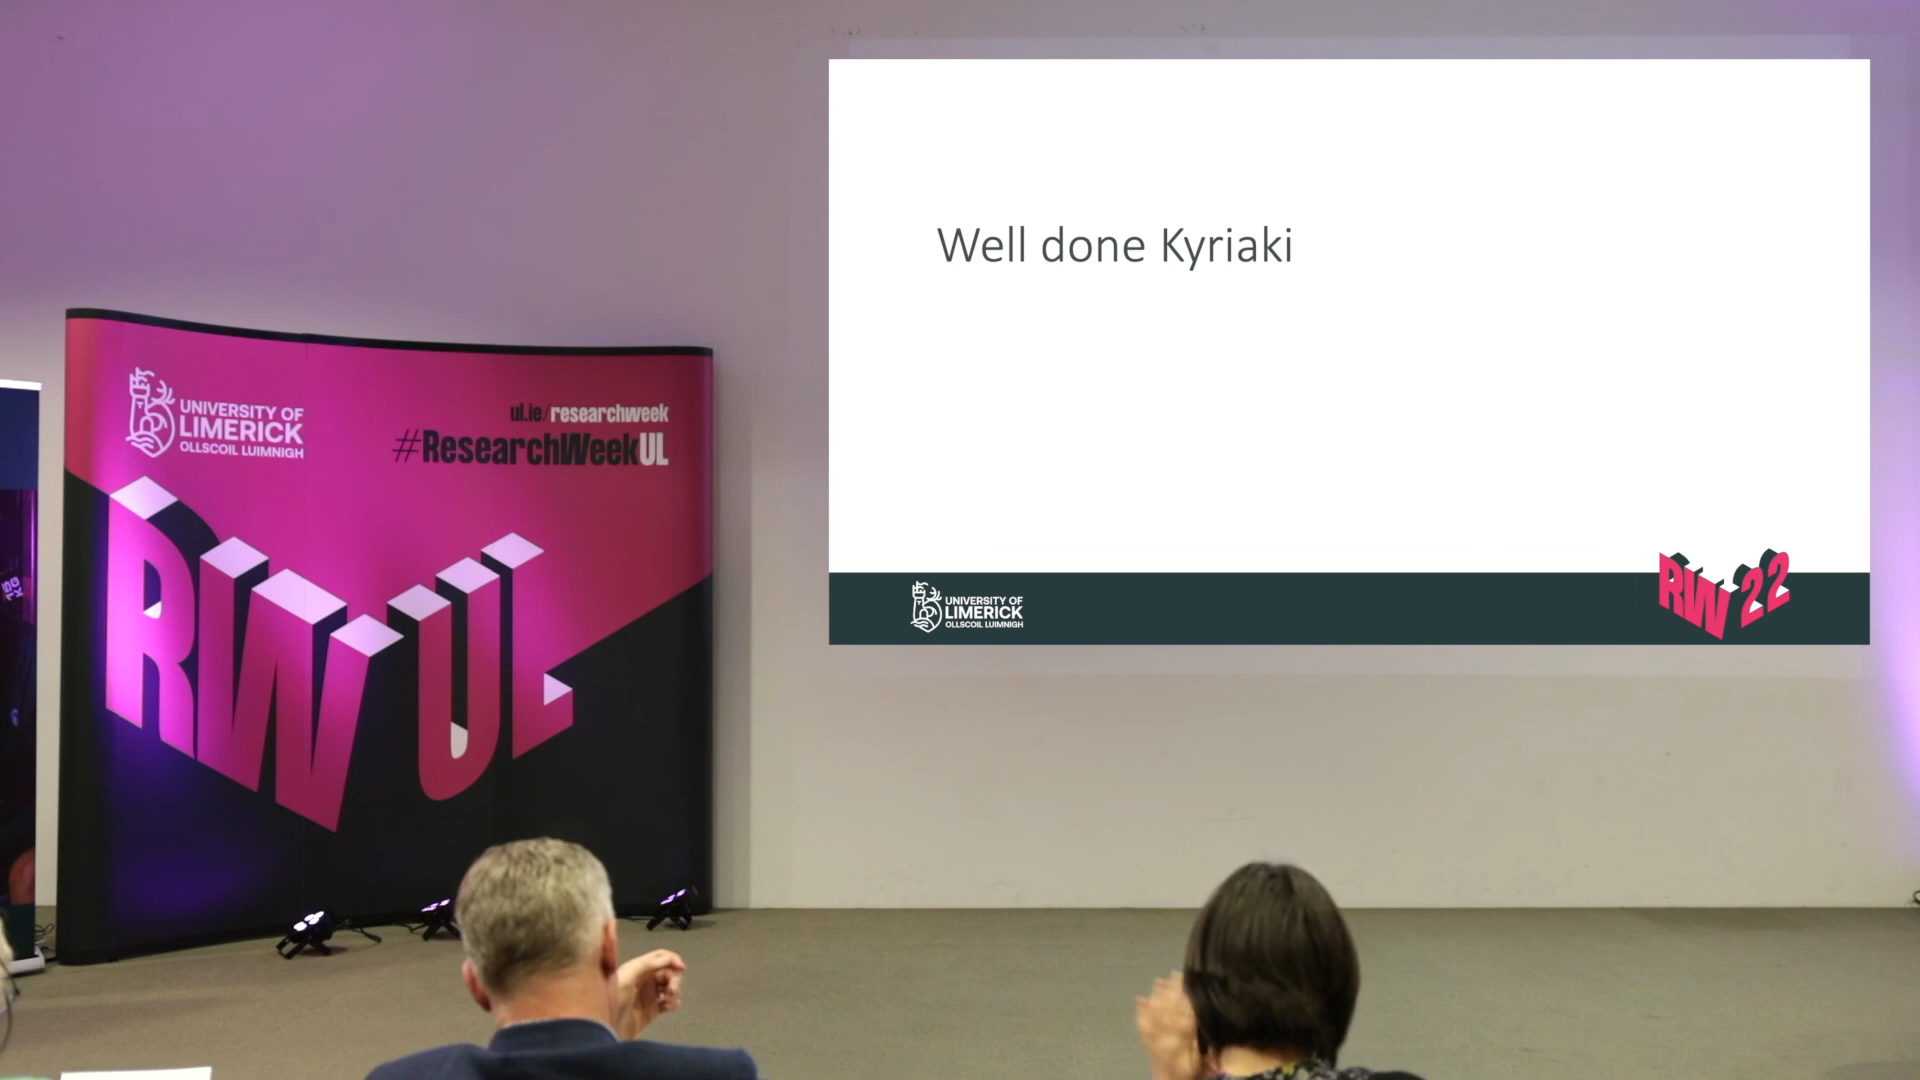 Well done Kyriaki
UNIVERSITY OF
LIMERICK
OLLSCOIL LUIMNIGH
RW 22
UNIVERSITY OF
LIMERICK
OLLSCOIL LUIMNIGH
ul.ie/researchweek
#ResearchWeekUL
RW UL